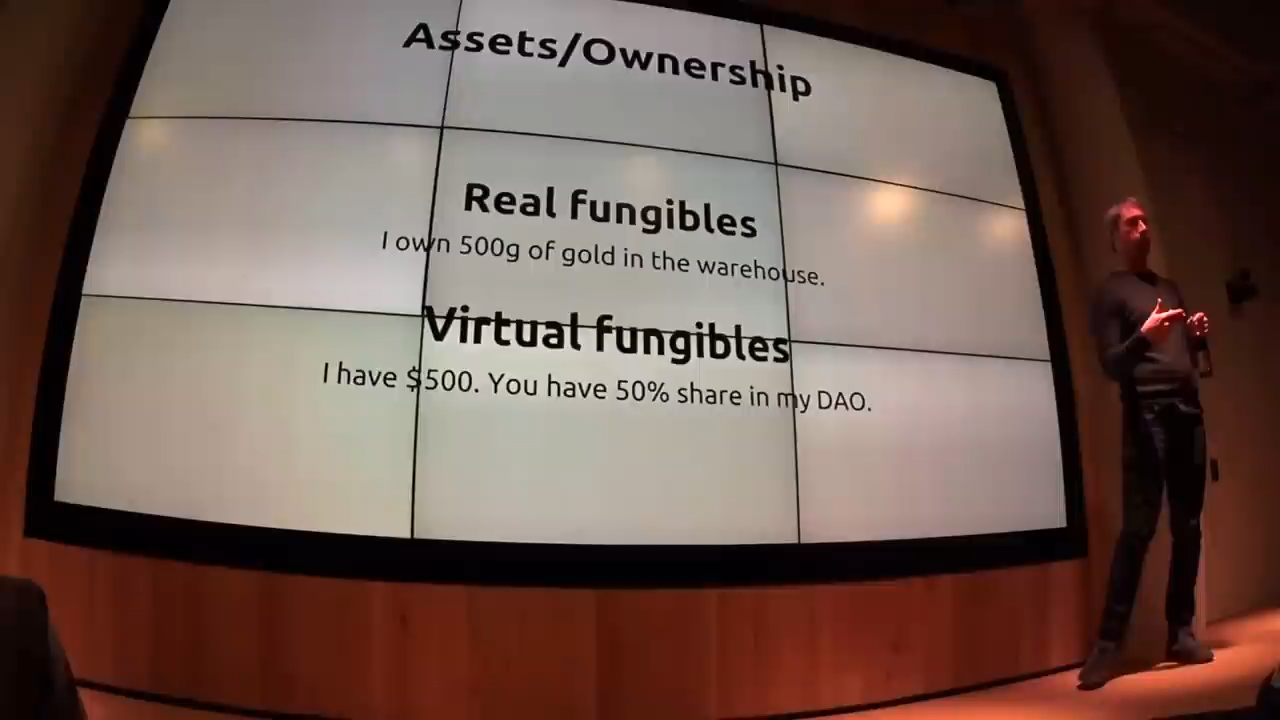 Assets/Ownership
Real fungibles
I own 500g of gold in the warehouse.
Virtual fungibles
I have $500. You have 50% share in my DAO.